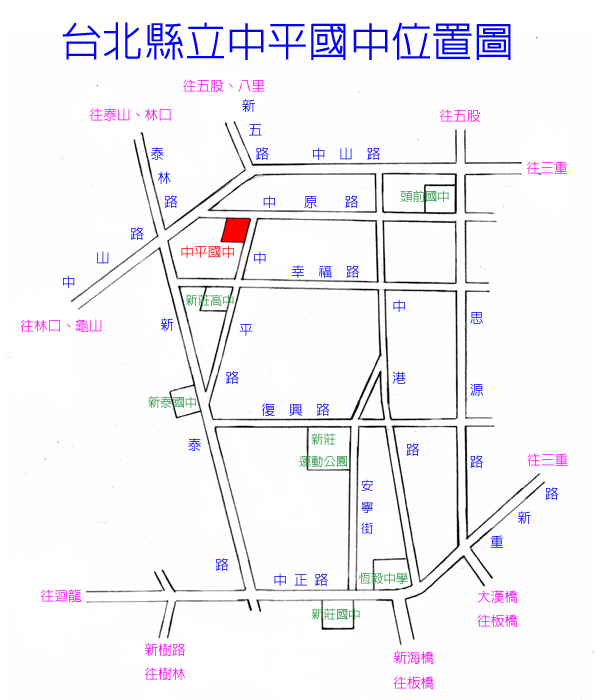 台北縣立中平國中位置圖
往五股、八里
往泰山、林口
往五股
新五路
中山路
往三重
泰林路
中原路
頭前國中
中山路
中平國中
幸福路
往林口、龜山
新莊高中
中平路
中港路
思源路
新泰路
新泰國中
復興路
新莊
運動公園
往三重
安寧街
新重路
中正路
恆毅中學
往迴龍
新莊國中
大漢橋
往板橋
新樹路
往樹林
新海橋
往板橋